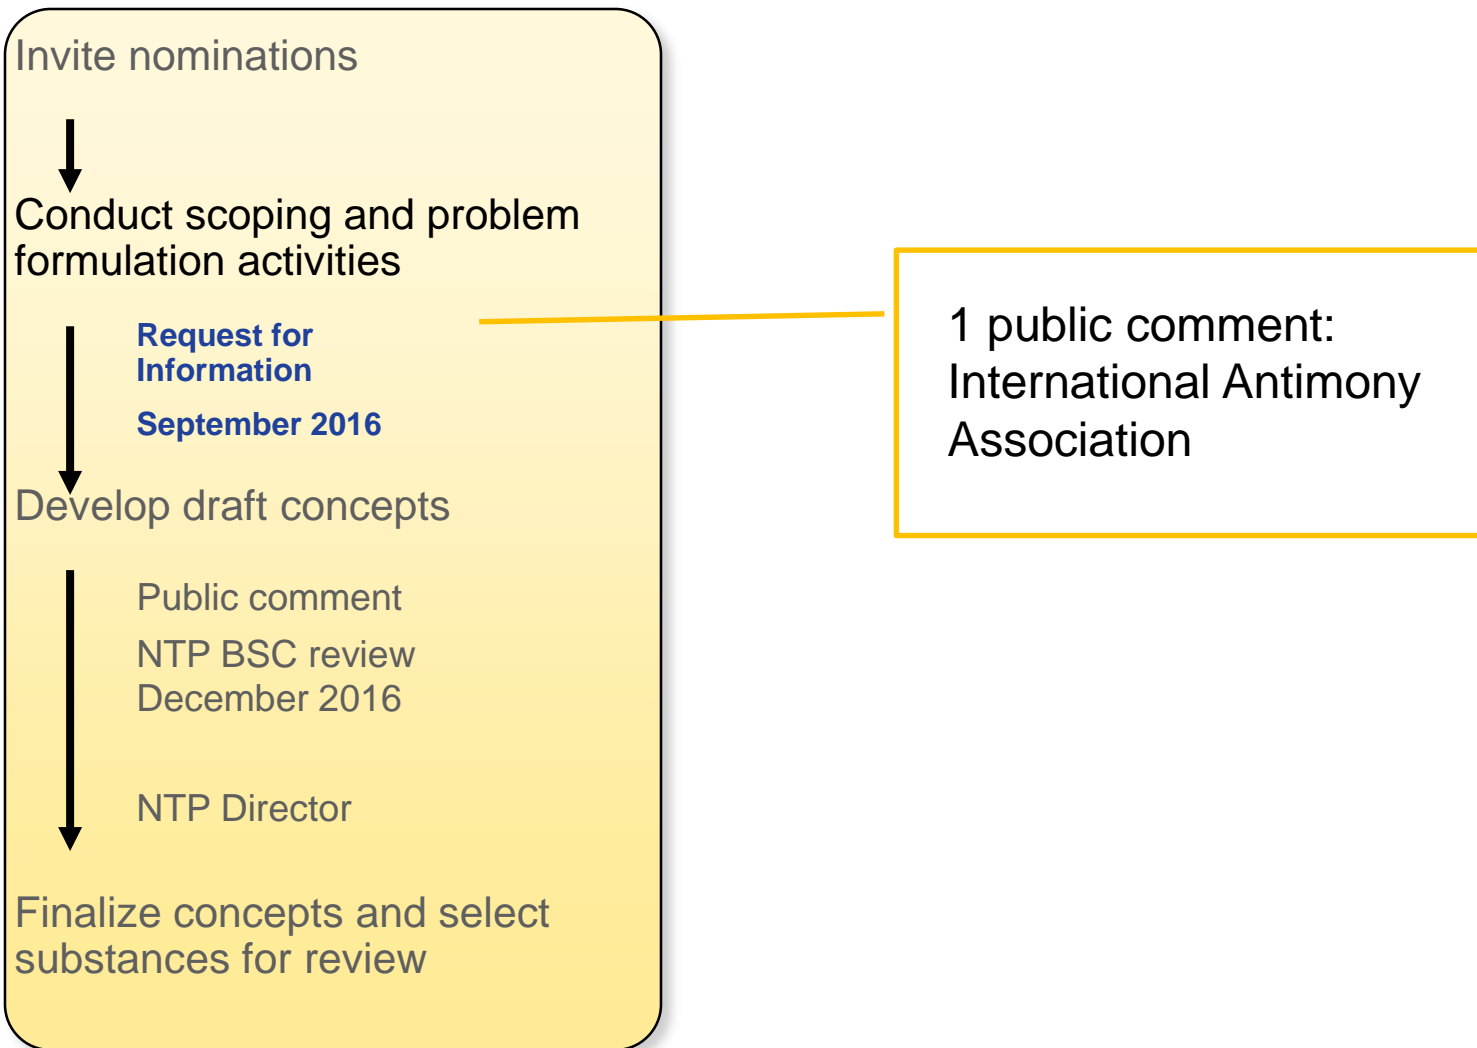 Invite nominations
Conduct scoping and problem
formulation activities
Request for
Information
September 2016
Develop draft concepts
Public comment
NTP BSC review
December 2016
NTP Director
Finalize concepts and select
substances for review
1 public comment:
International Antimony
Association